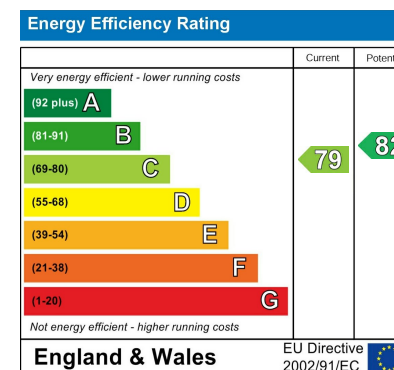 Energy Efficiency Rating
Current
Very energy efficient - lower running costs
(92 plus) A
(81-91) B
(69-80) C
79
(55-68) D
(39-54) E
(21-38) F
(1-20) G
Not energy efficient - higher running costs
England & Wales
EU Directive
2002/91/EC